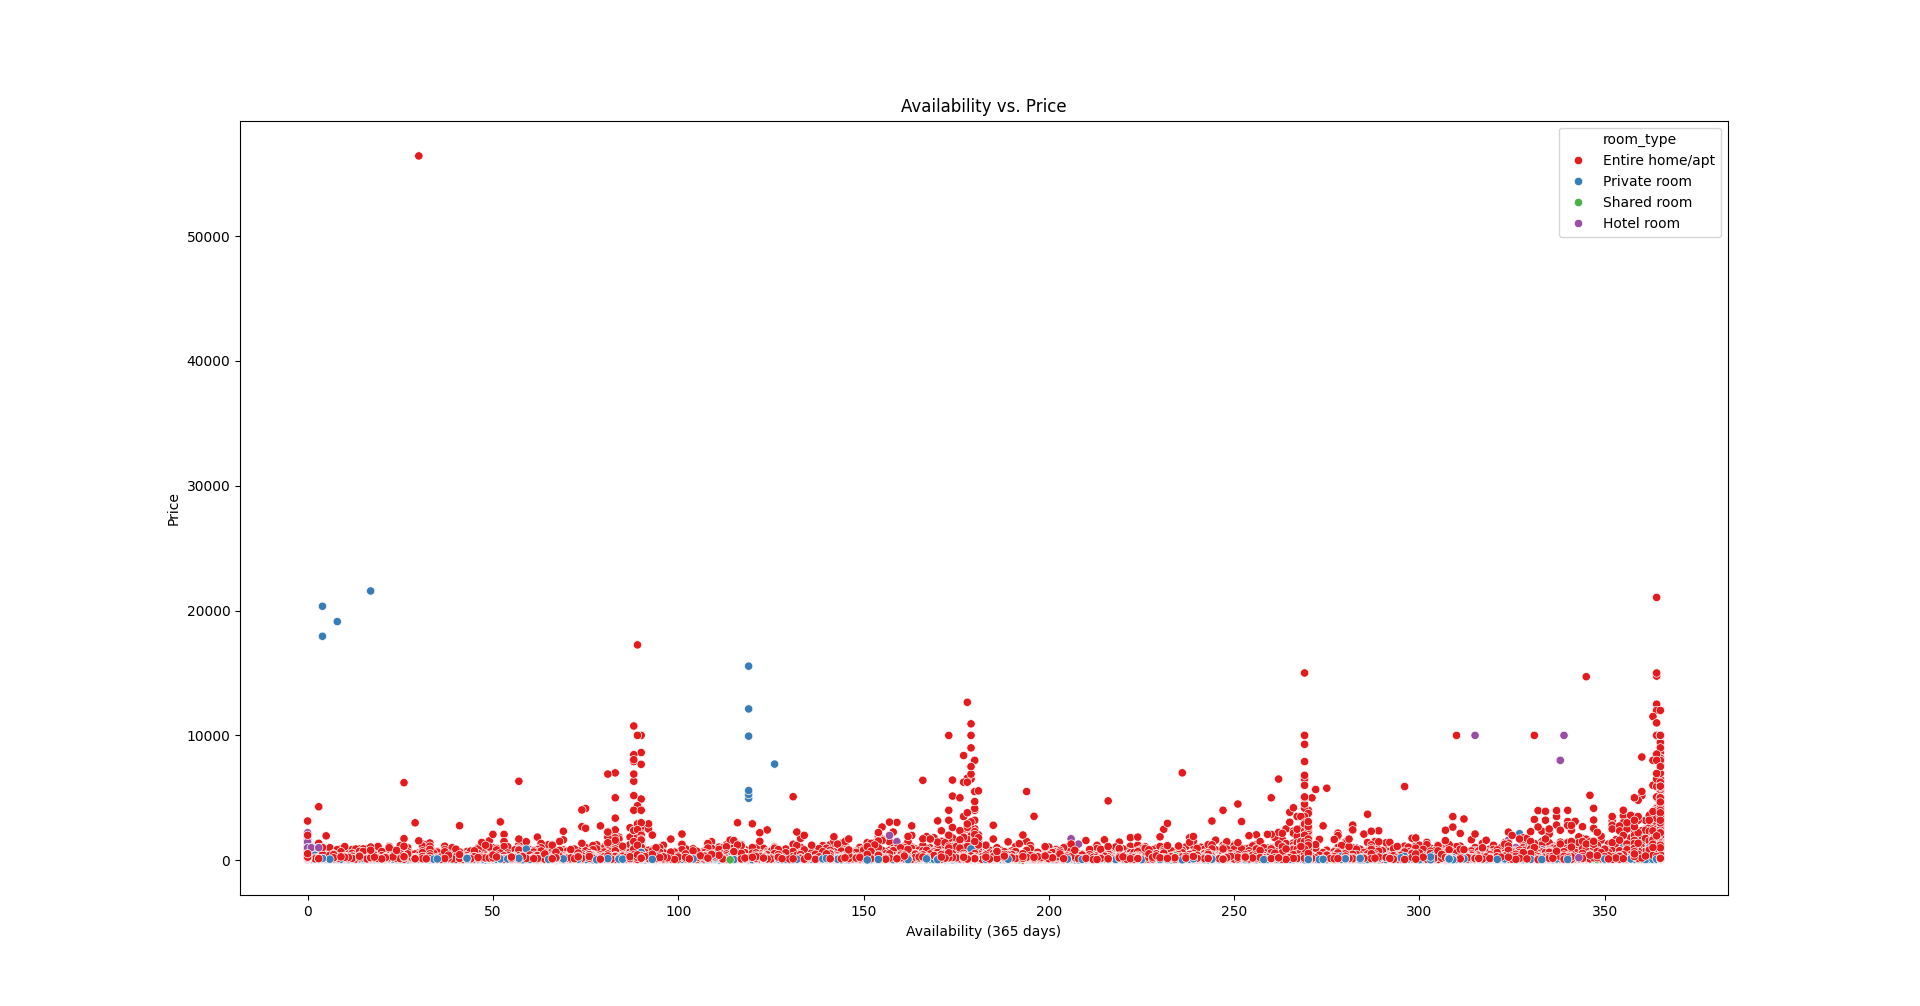 Availability vs. Price
room_type
Entire home/apt
Private room
Shared room
Hotel room
50000
40000
30000
20000
10000
0
Price
0 50 100 150 200 250 300 350
Availability (365 days)